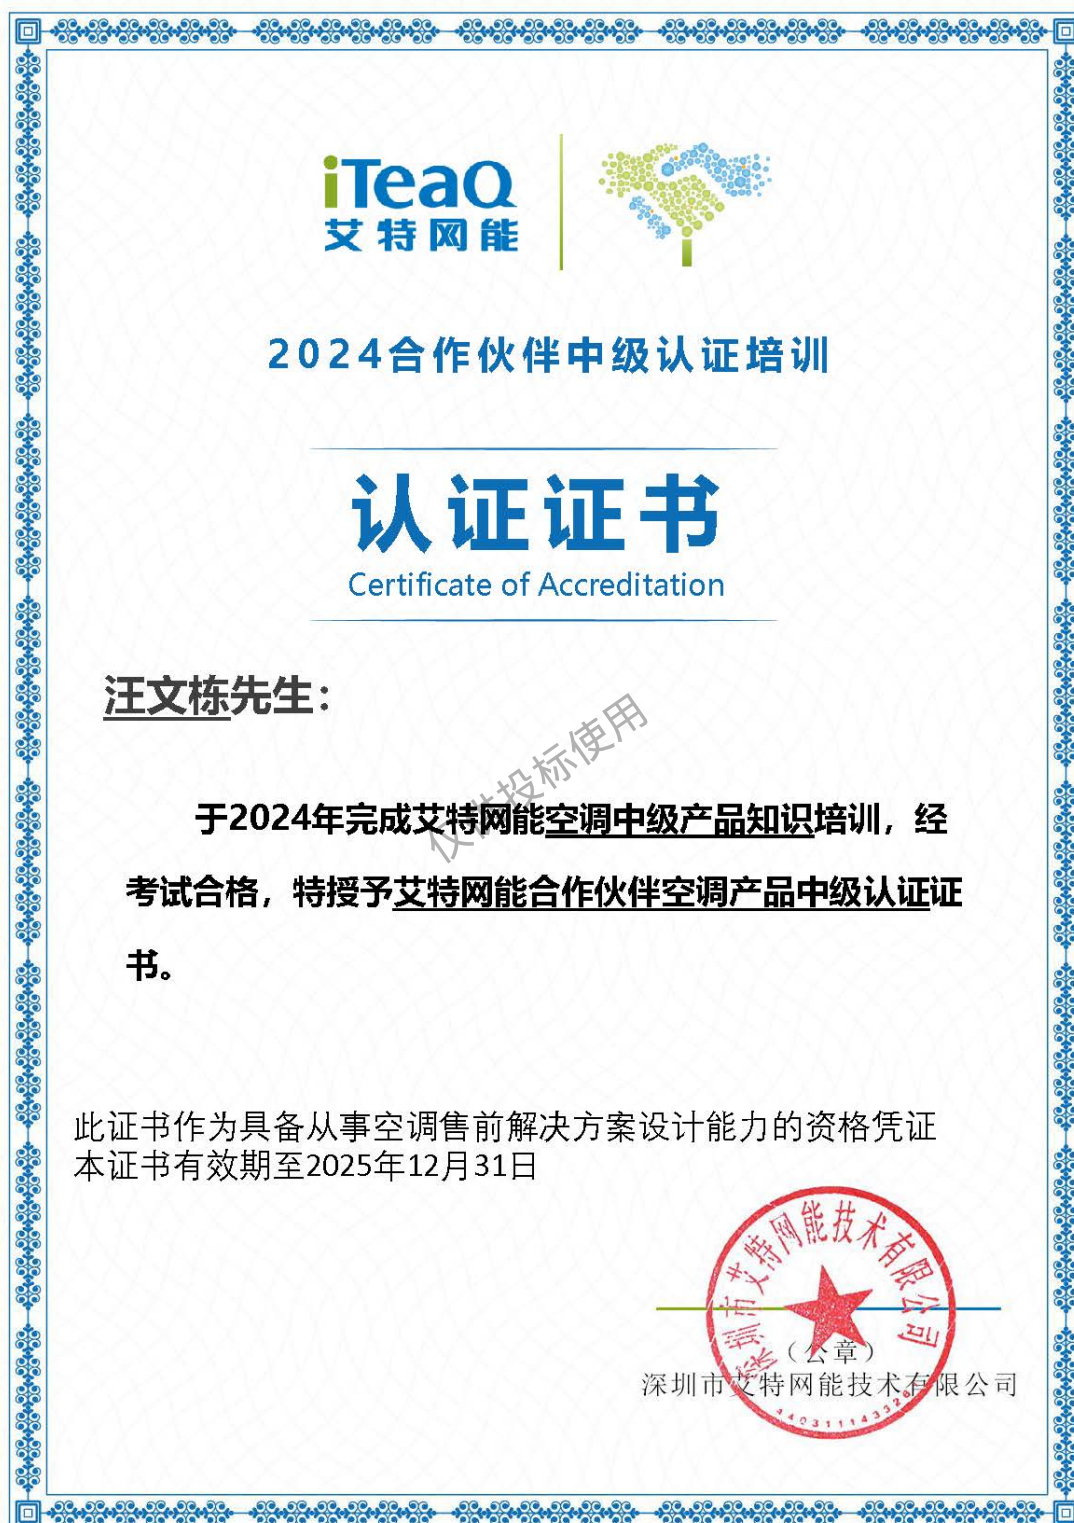 iTeaQ
艾特网能
2024合作伙伴中级认证培训
认证证书
Certificate of Accreditation
汪文栋先生：
仅供投标使用
于2024年完成艾特网能空调中级产品知识培训，经
考试合格，特授予艾特网能合作伙伴空调产品中级认证证
书。
此证书作为具备从事空调售前解决方案设计能力的资格凭证
本证书有效期至2025年12月31日
深圳市艾特网能技术有限公司
（公章）
深圳市艾特网能技术有限公司